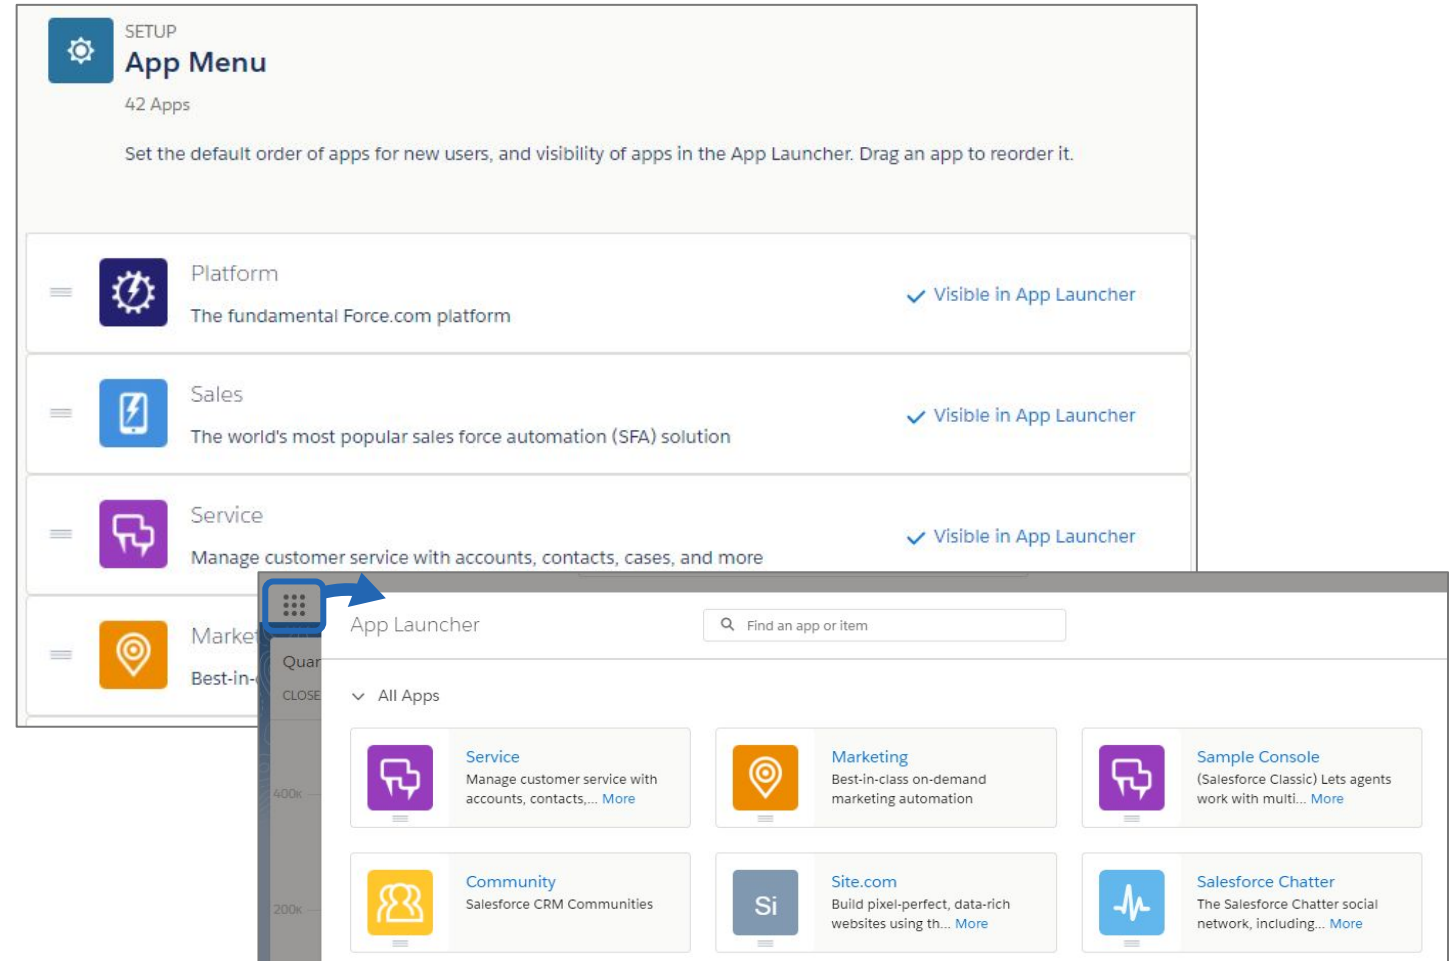 SETUP
App Menu
42 Apps
Set the default order of apps for new users, and visibility of apps in the App Launcher. Drag an app to reorder it.
Platform
The fundamental Force.com platform
Visible in App Launcher
Sales
The world's most popular sales force automation (SFA) solution
Visible in App Launcher
Service
Manage customer service with accounts, contacts, cases, and more
Visible in App Launcher
Market
Best-in-
App Launcher
Find an app or item
Quar
CLOSE
All Apps
400K
200K
Service
Manage customer service with
accounts, contacts,... More
Marketing
Best-in-class on-demand
marketing automation
Sample Console
(Salesforce Classic) Lets agents
work with multi... More
Community
Salesforce CRM Communities
Si
Site.com
Build pixel-perfect, data-rich
websites using th... More
Salesforce Chatter
The Salesforce Chatter social
network, including... More